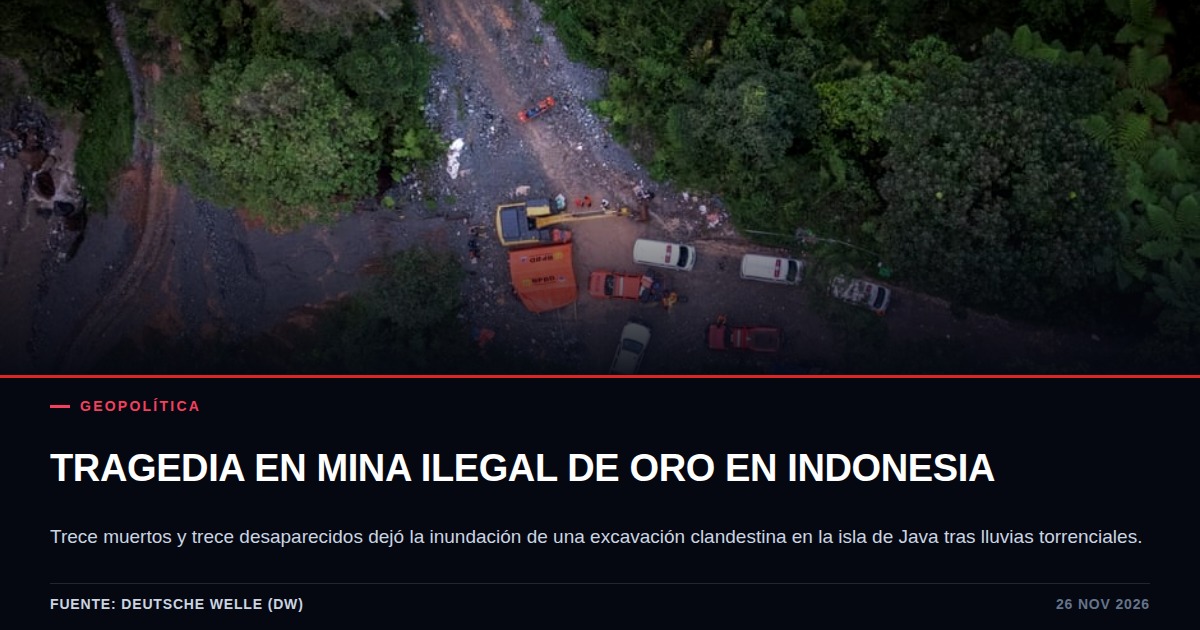 GEOPOLÍTICA
TRAGEDIA EN MINA ILEGAL DE ORO EN INDONESIA
Trece muertos y trece desaparecidos dejó la inundación de una excavación clandestina en la isla de Java tras lluvias torrenciales.
FUENTE: DEUTSCHE WELLE (DW)
26 NOV 2026